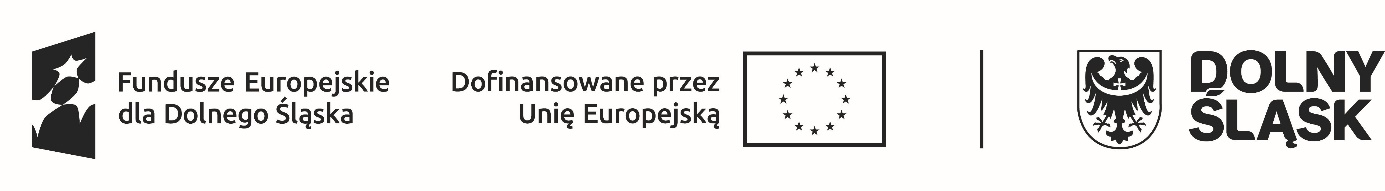 Fundusze Europejskie
dla Dolnego Śląska
Dofinansowane przez
Unię Europejską
DOLNY
ŚLĄSK